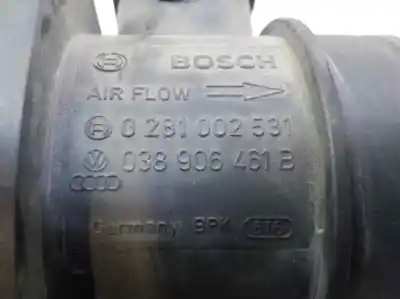 BOSCH
AIR FLOW
0 281 002 531
038 906 461 B
Germany